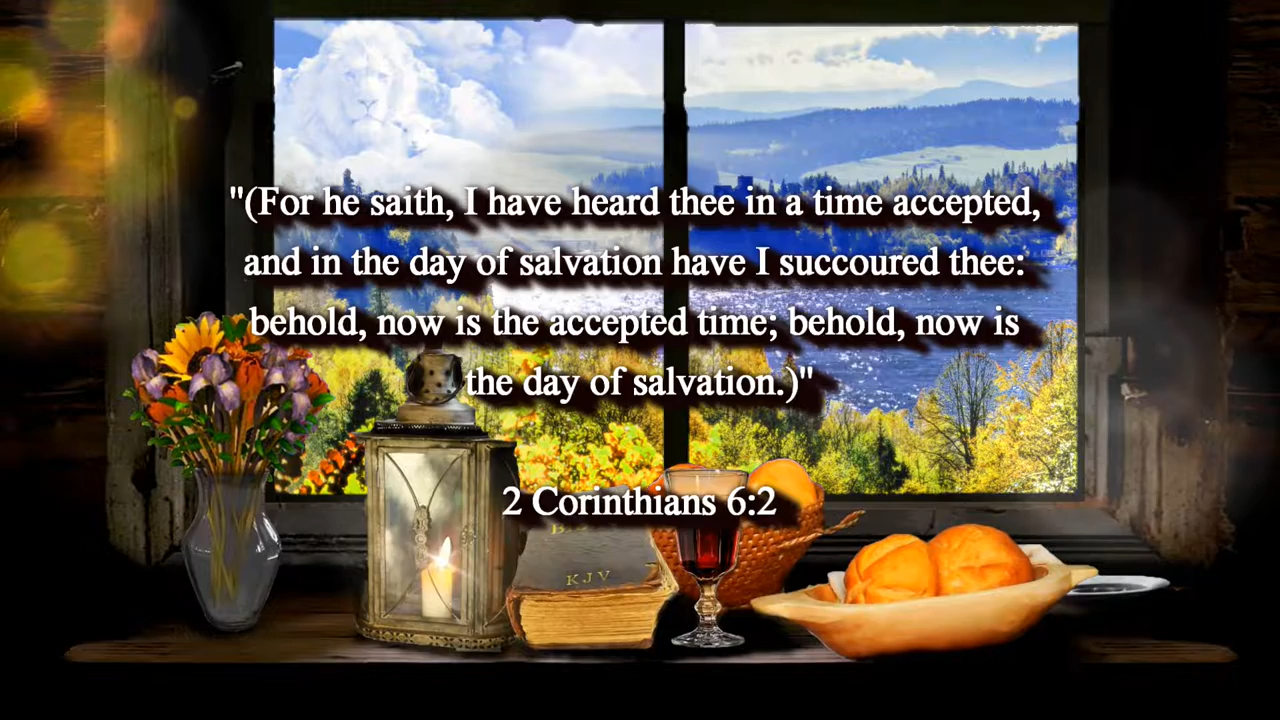 "(For he saith, I have heard thee in a time accepted,
and in the day of salvation have I succoured thee:
behold, now is the accepted time; behold, now is
the day of salvation.)"
2 Corinthians 6:2
KJV